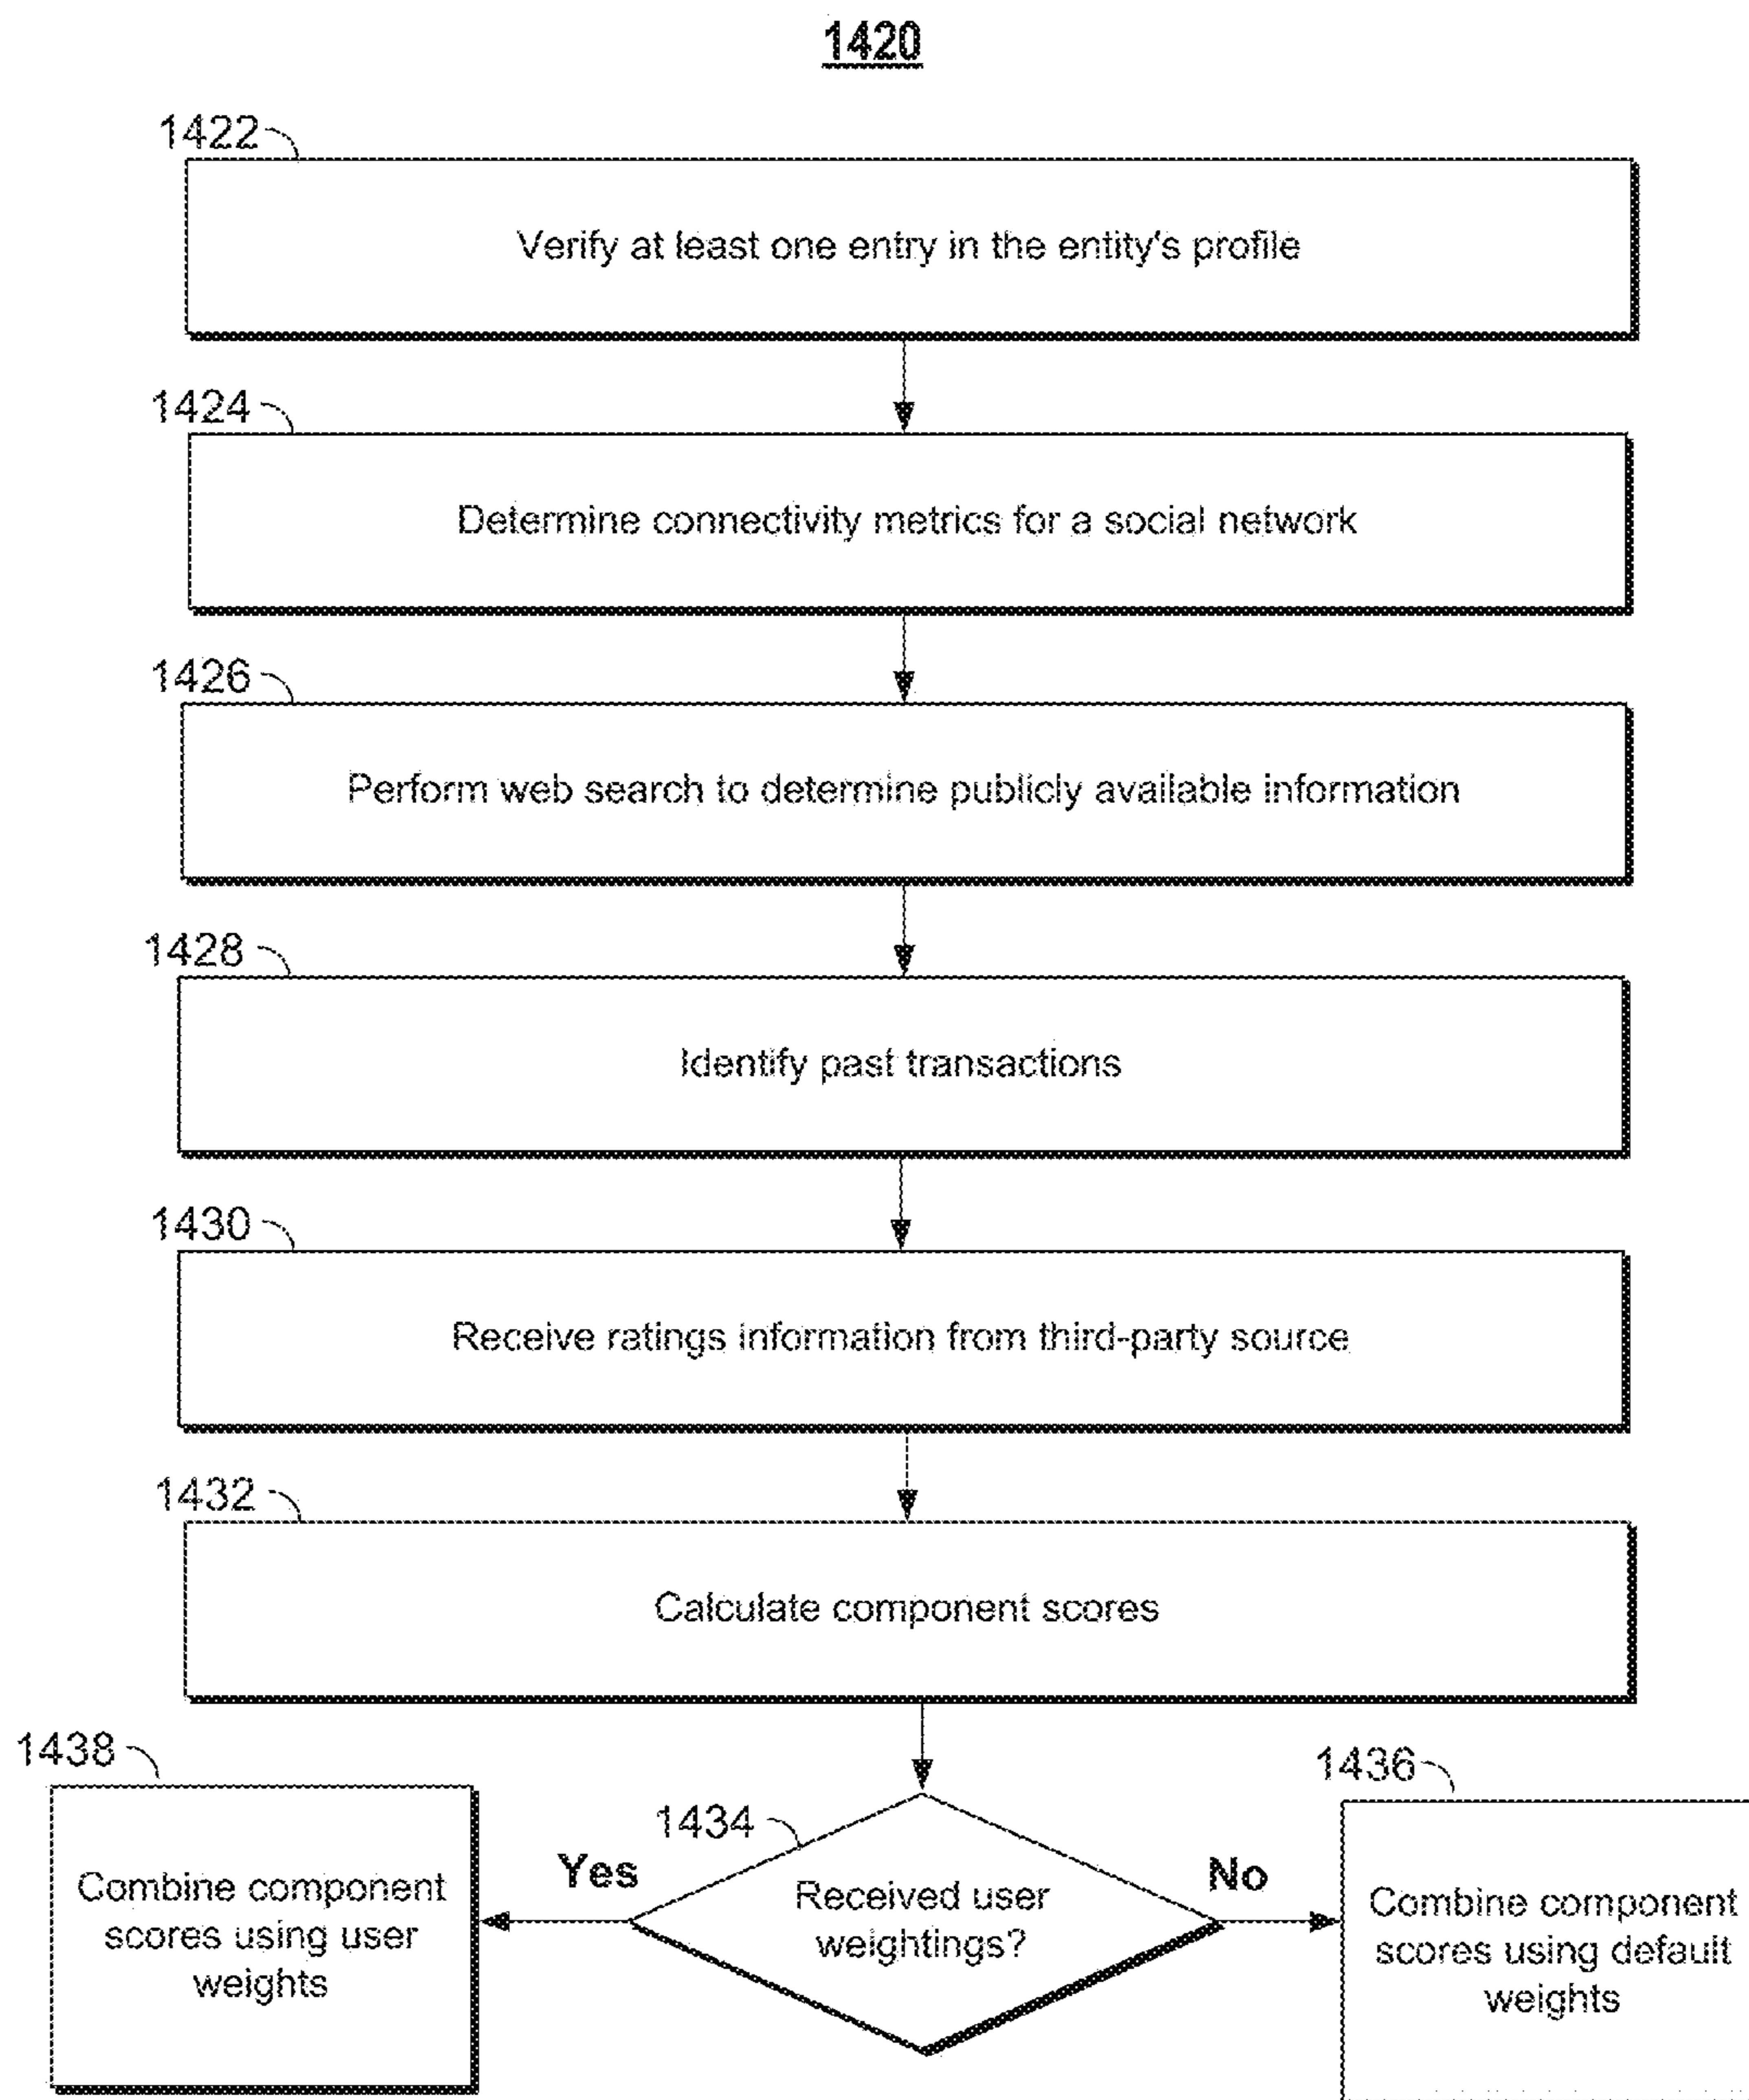 1420
1422
Verify at least one entry in the entity's profile
1424
Determine connectivity metrics for a social network
1426
Perform web search to determine publicly available information
1428
Identify past transactions
1430
Receive ratings information from third-party source
1432
Calculate component scores
1438
Combine component
scores using user
weights
1434
Yes
Received user
weightings?
No
1436
Combine component
scores using default
weights